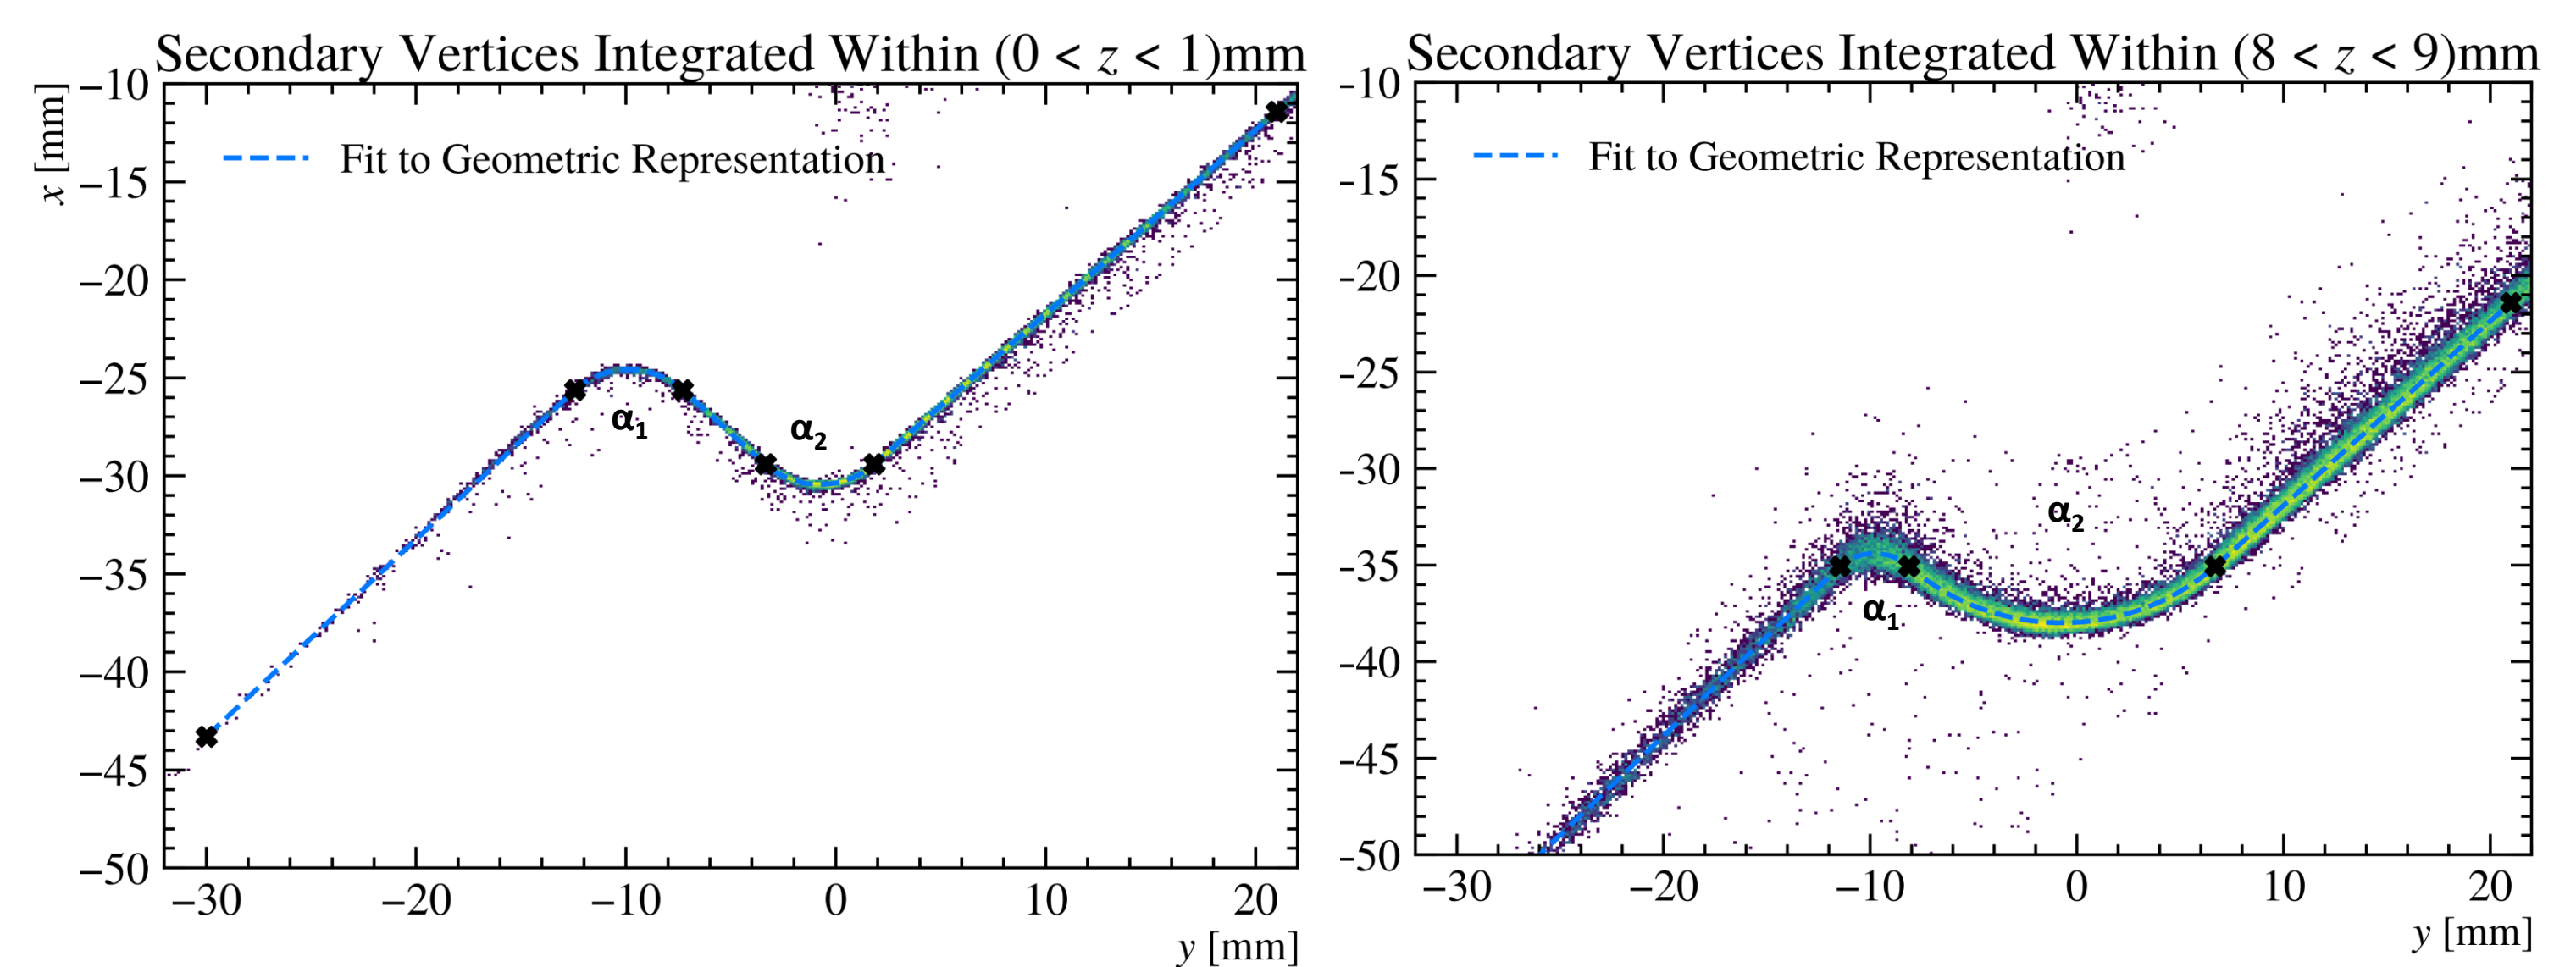 Secondary Vertices Integrated Within (0 < z < 1)mm
x [mm]
−10
−15
−20
−25
−30
−35
−40
−45
−50
Fit to Geometric Representation
α1
α2
−30
−20
−10
0
10
20
y [mm]
Secondary Vertices Integrated Within (8 < z < 9)mm
-10
-15
-20
-25
-30
-35
-40
-45
-50
Fit to Geometric Representation
α2
α1
−30
−20
−10
0
10
20
y [mm]